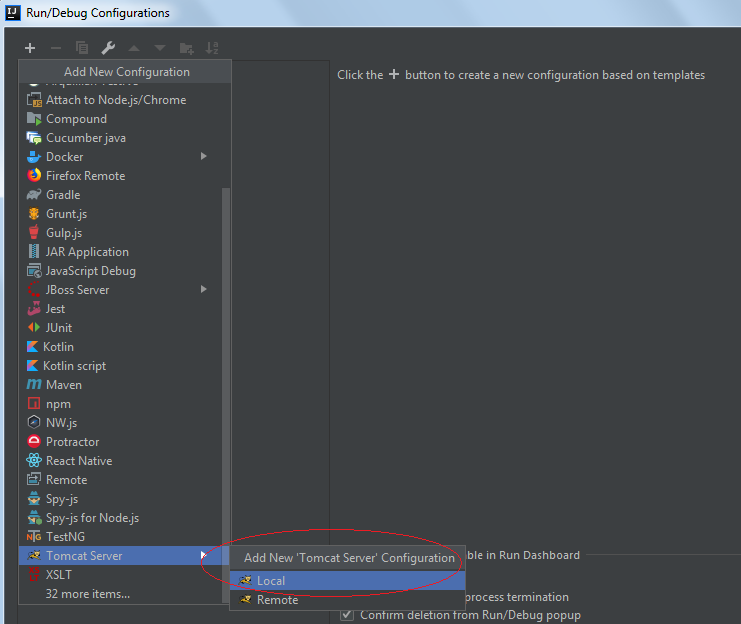 Run/Debug Configurations
Add New Configuration
Click the + button to create a new configuration based on templates
Attach to Node.js/Chrome
Compound
Cucumber java
Docker
Firefox Remote
Gradle
Grunt.js
Gulp.js
JAR Application
JavaScript Debug
JBoss Server
Jest
JUnit
Kotlin
Kotlin script
Maven
npm
NW.js
Protractor
React Native
Remote
Spy-js
Spy-js for Node.js
TestNG
Tomcat Server
XSLT
32 more items...
Add New 'Tomcat Server' Configuration
Local
Remote
able in Run Dashboard
process termination
Confirm deletion from Run/Debug popup